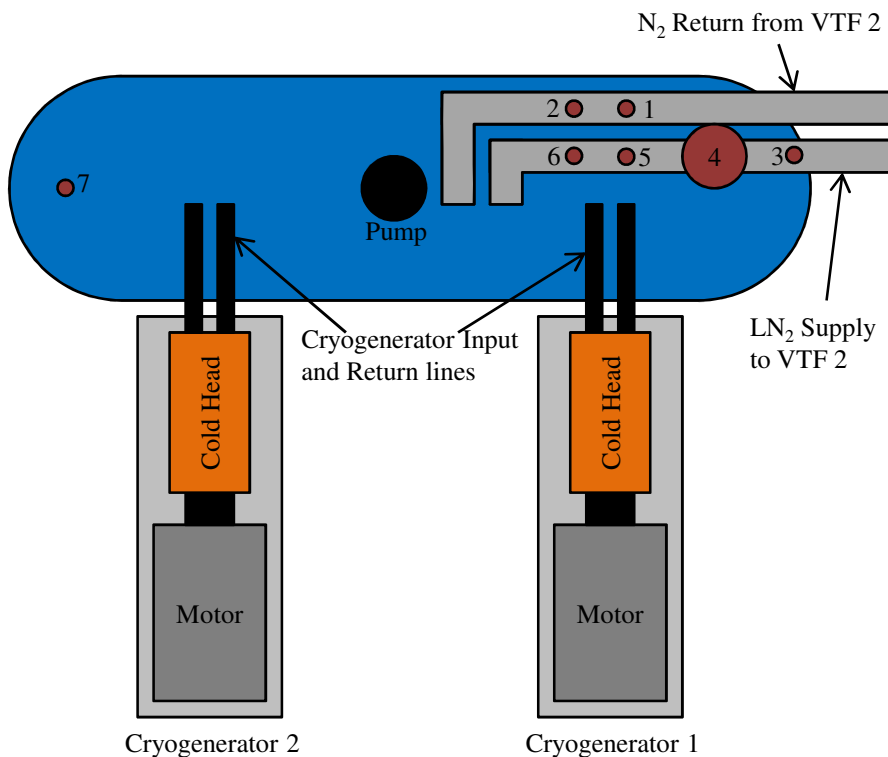 N₂ Return from VTF 2
2
1
6
5
4
3
7
Pump
Cryogenerator Input
and Return lines
LN₂ Supply
to VTF 2
Cold Head
Cold Head
Motor
Motor
Cryogenerator 2
Cryogenerator 1